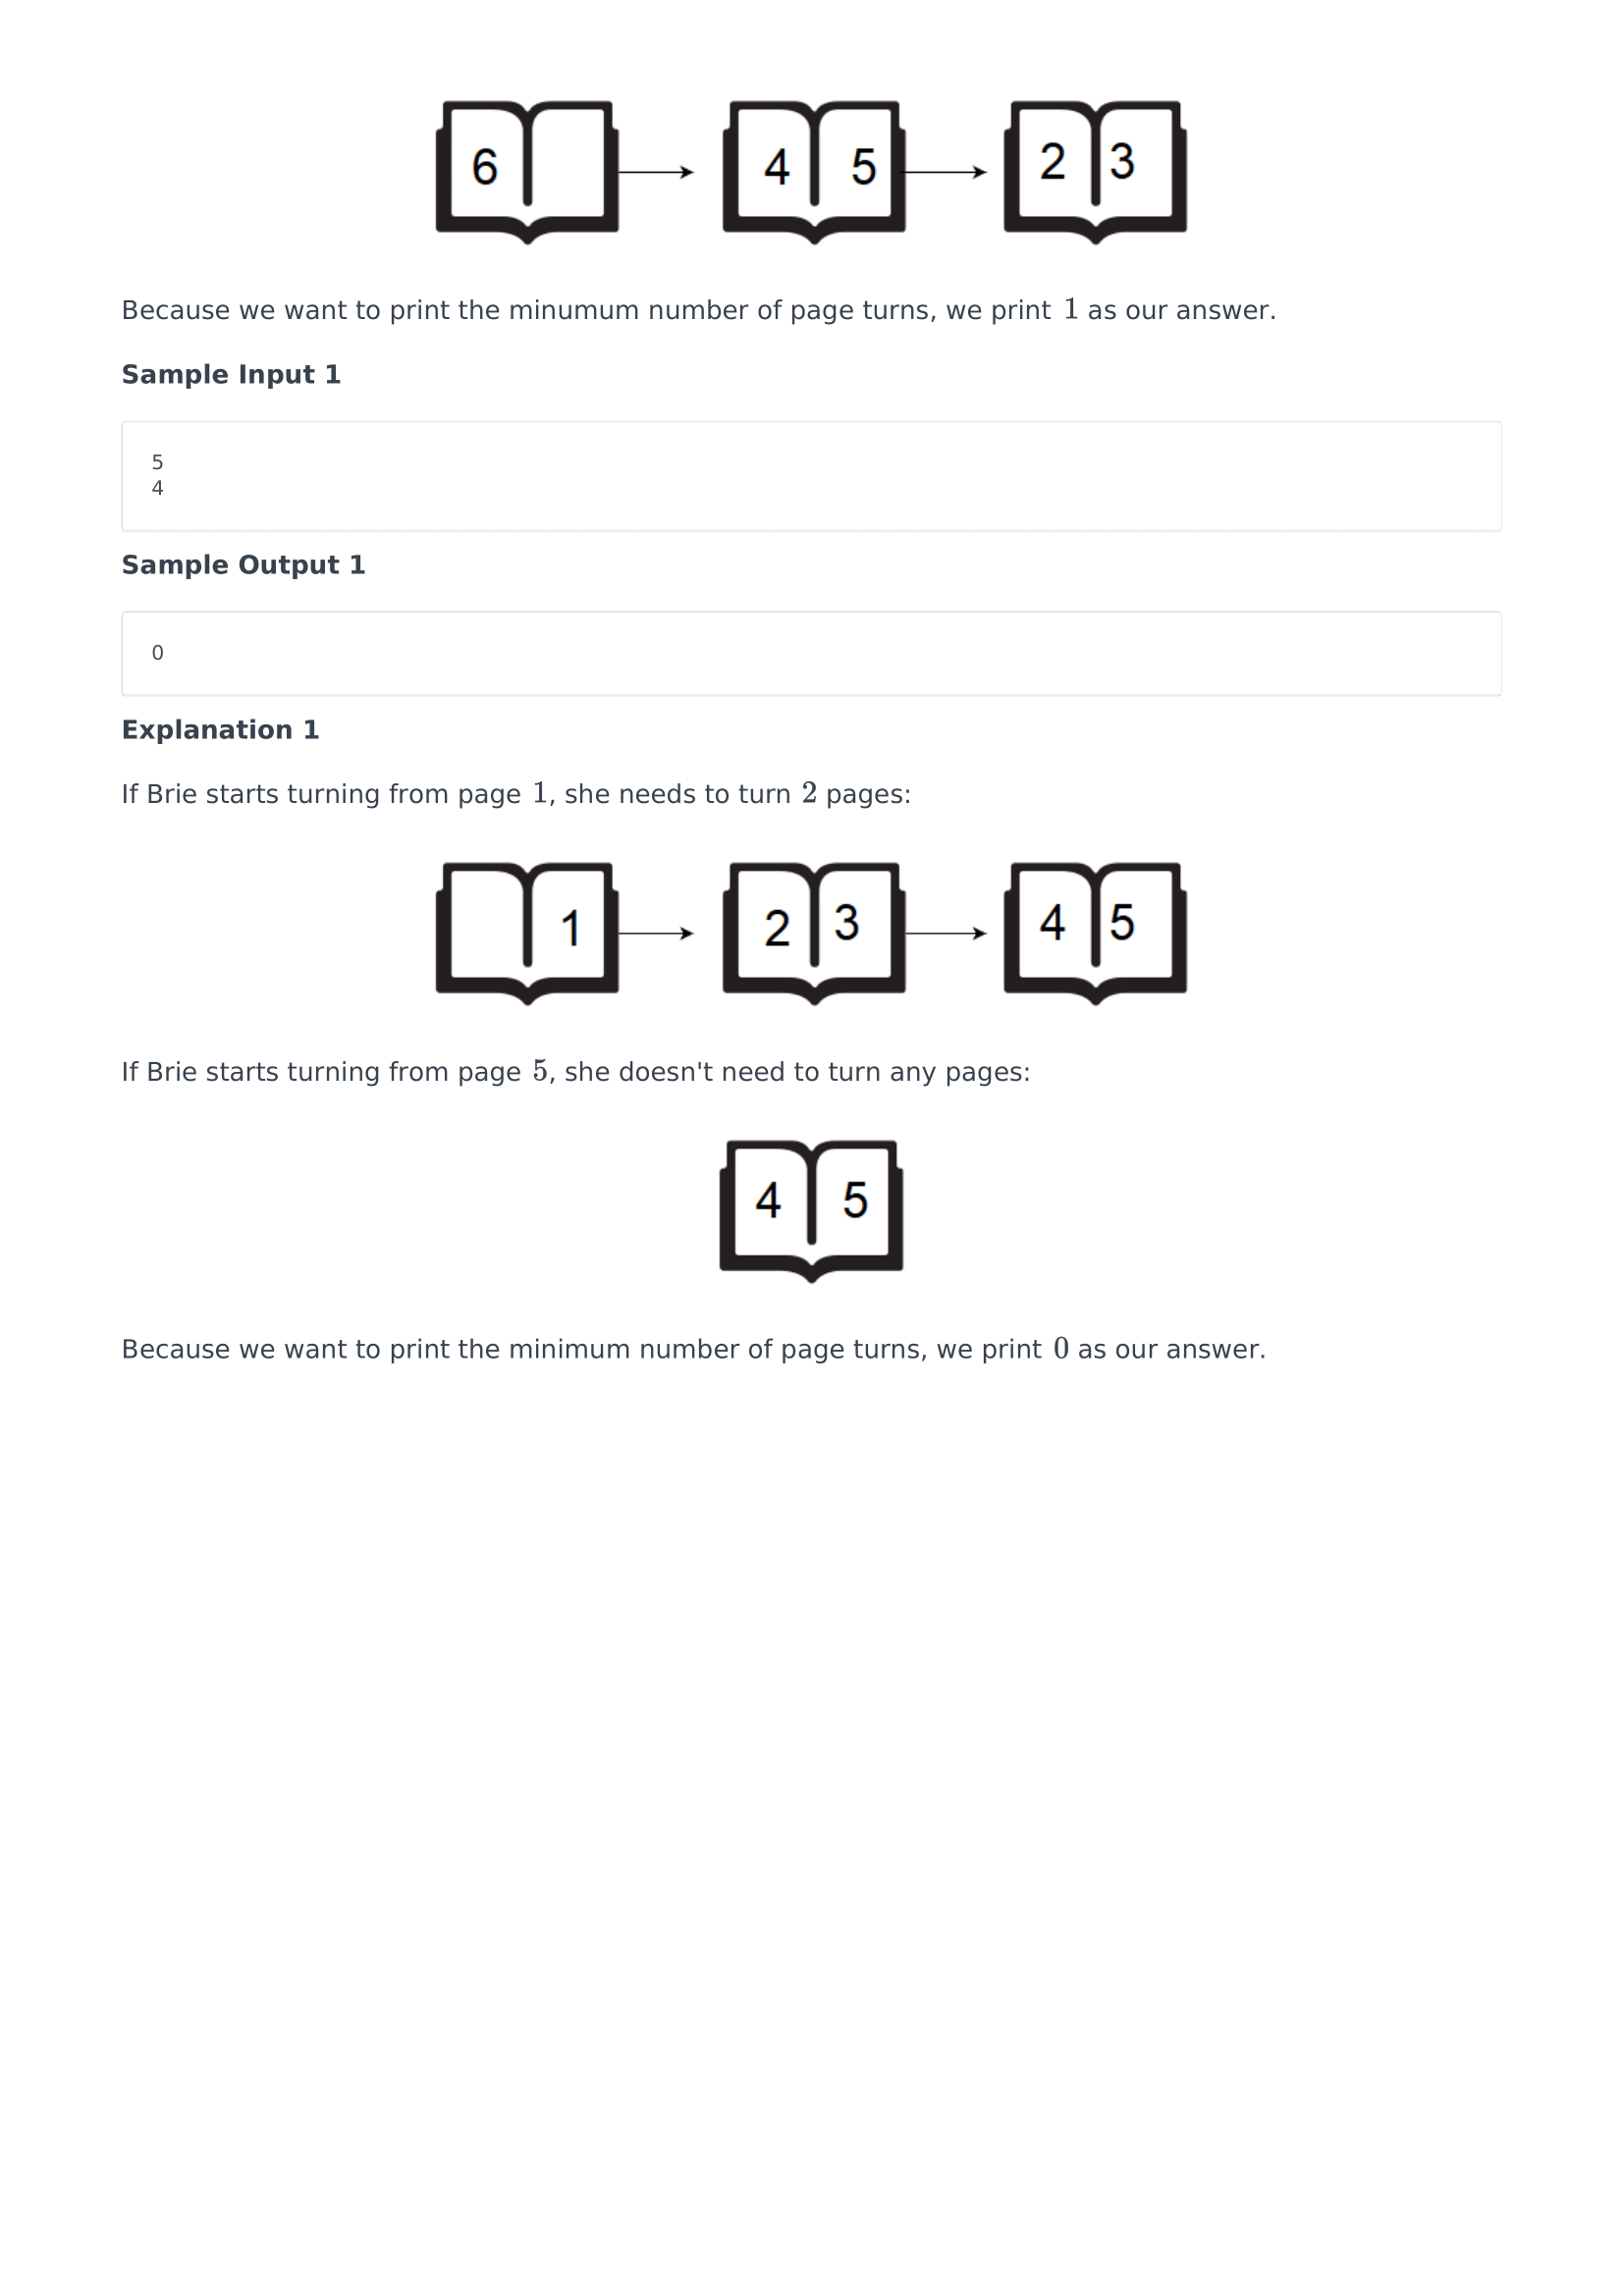 6 4 5 2 3
Because we want to print the minumum number of page turns, we print 1 as our answer.
Sample Input 1
5
4
Sample Output 1
0
Explanation 1
If Brie starts turning from page 1, she needs to turn 2 pages:
1 2 3 4 5
If Brie starts turning from page 5, she doesn't need to turn any pages:
4 5
Because we want to print the minimum number of page turns, we print 0 as our answer.